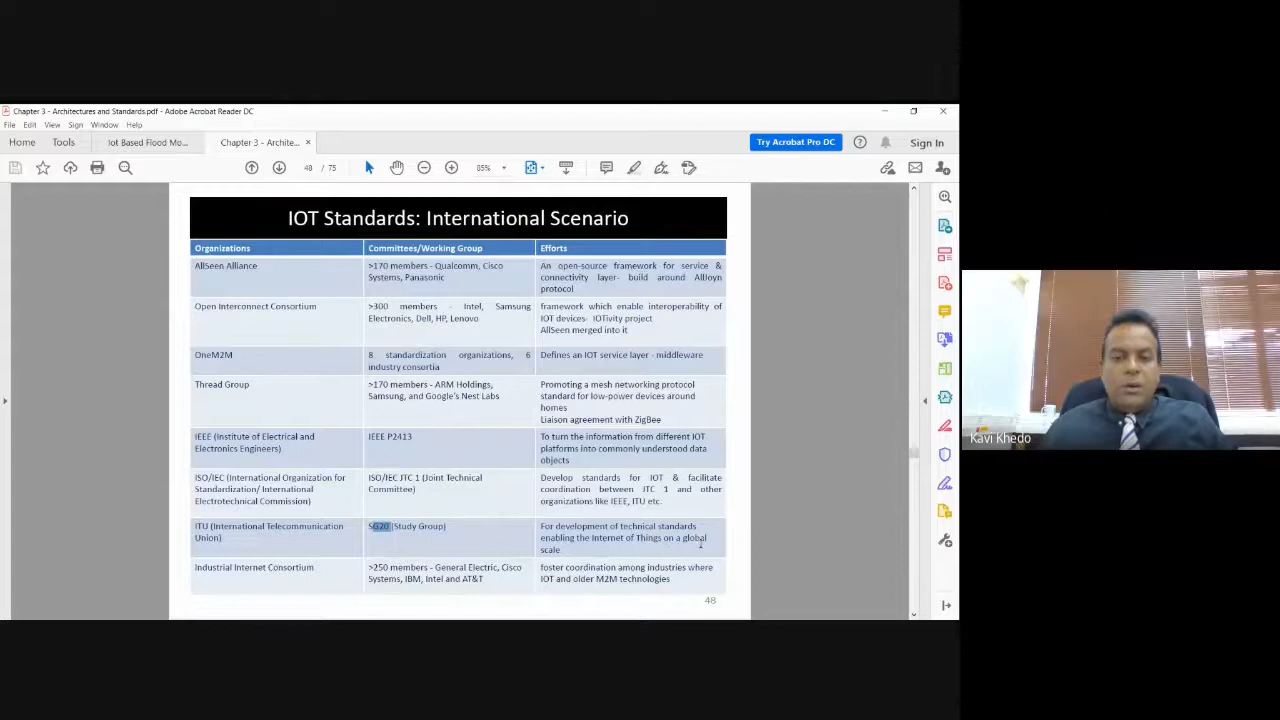 Chapter 3 - Architectures and Standards.pdf - Adobe Acrobat Reader DC
File Edit View Sign Window Help
Home Tools Iot Based Flood Mo... Chapter 3 - Archite... × Try Acrobat Pro DC Sign In
48 / 75 85%
IOT Standards: International Scenario
Organizations Committees/Working Group Efforts
AllSeen Alliance >170 members - Qualcomm, Cisco An open-source framework for service &
Systems, Panasonic connectivity layer- build around Alljoyn
protocol
Open Interconnect Consortium >300 members - Intel, Samsung framework which enable interoperability of
Electronics, Dell, HP, Lenovo IOT devices- IOTivity project
AllSeen merged into it
OneM2M 8 standardization organizations, 6 Defines an IOT service layer - middleware
industry consortia
Thread Group >170 members - ARM Holdings, Promoting a mesh networking protocol
Samsung, and Google's Nest Labs standard for low-power devices around
homes
Liaison agreement with ZigBee
IEEE (Institute of Electrical and IEEE P2413 To turn the information from different IOT
Electronics Engineers) platforms into commonly understood data
objects
ISO/IEC (International Organization for ISO/IEC JTC 1 (Joint Technical Develop standards for IOT & facilitate
Standardization/ International Committee) coordination between JTC 1 and other
Electrotechnical Commission) organizations like IEEE, ITU etc.
ITU (International Telecommunication SG20 (Study Group) For development of technical standards
Union) enabling the Internet of Things on a global
scale
Industrial Internet Consortium >250 members - General Electric, Cisco foster coordination among industries where
Systems, IBM, Intel and AT&T IOT and older M2M technologies
48
Kavi Khedo